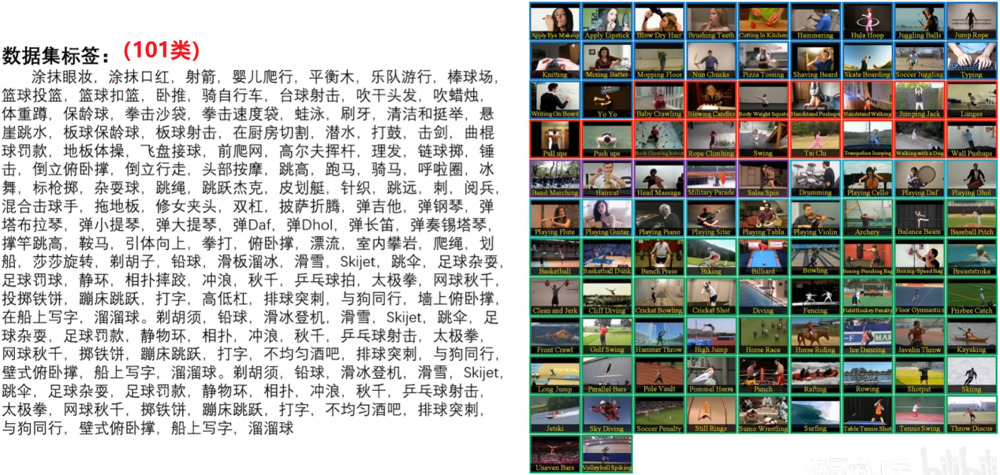 数据集标签：(101类)
涂抹眼妆，涂抹口红，射箭，婴儿爬行，平衡木，乐队游行，棒球场，
篮球投篮，篮球扣篮，卧推，骑自行车，台球射击，吹干头发，吹蜡烛，
体重蹲，保龄球，拳击沙袋，拳击速度袋，蛙泳，刷牙，清洁和挺举，悬
崖跳水，板球保龄球，板球射击，在厨房切割，潜水，打鼓，击剑，曲棍
球罚款，地板体操，飞盘接球，前爬网，高尔夫挥杆，理发，链球掷，锤
击，倒立俯卧撑，倒立行走，头部按摩，跳高，跑马，骑马，呼啦圈，冰
舞，标枪掷，杂耍球，跳绳，跳跃杰克，皮划艇，针织，跳远，刺，阅兵，
混合击球手，拖地板，修女夹头，双杠，披萨折腾，弹吉他，弹钢琴，弹
塔布拉琴，弹小提琴，弹大提琴，弹Daf，弹Dhol，弹长笛，弹奏锡塔琴，
撑竿跳高，鞍马，引体向上，拳打，俯卧撑，漂流，室内攀岩，爬绳，划
船，莎莎旋转，剃胡子，铅球，滑板溜冰，滑雪，Skijet，跳伞，足球杂耍，
足球罚球，静环，相扑摔跤，冲浪，秋千，乒乓球拍，太极拳，网球秋千，
投掷铁饼，蹦床跳跃，打字，高低杠，排球突刺，与狗同行，墙上俯卧撑，
在船上写字，溜溜球。剃胡须，铅球，滑冰登机，滑雪，Skijet，跳伞，足
球杂耍，足球罚款，静物环，相扑，冲浪，秋千，乒乓球射击，太极拳，
网球秋千，掷铁饼，蹦床跳跃，打字，不均匀酒吧，排球突刺，与狗同行，
壁式俯卧撑，船上写字，溜溜球。剃胡须，铅球，滑冰登机，滑雪，Skijet，
跳伞，足球杂耍，足球罚款，静物环，相扑，冲浪，秋千，乒乓球射击，
太极拳，网球秋千，掷铁饼，蹦床跳跃，打字，不均匀酒吧，排球突刺，
与狗同行，壁式俯卧撑，船上写字，溜溜球
Apply Eye Makeup Apply Lipstick Blow Dry Hair Brushing Teeth Cutting In Kitchen Hammering Hula Hoop Juggling Balls Jump Rope
Knitting Mixing Batter Mopping Floor Nun Chucks Pizza Tossing Shaving Beard Skate Boarding Soccer Juggling Typing
Writing On Board Yo Yo Baby Crawling Blowing Candles Body Weight Squats Handstand Pushups Handstand Walking Jumping Jack Lunges
Pull ups Push ups Rock Climbing Indoor Rope Climbing Swing Tai Chi Trampoline Jumping Walking with a Dog Wall Pushups
Band Marching Haircut Head Massage Military Parade Salsa Spin Drumming Playing Cello Playing Daf Playing Dhol
Playing Flute Playing Guitar Playing Piano Playing Sitar Playing Tabla Playing Violin Archery Balance Beam Baseball Pitch
Basketball Basketball Dunk Bench Press Biking Billiard Bowling Boxing-Punching Bag Boxing-Speed Bag Breaststroke
Clean and Jerk Cliff Diving Cricket Bowling Cricket Shot Diving Fencing Field Hockey Penalty Floor Gymnastics Frisbee Catch
Front Crawl Golf Swing Hammer Throw High Jump Horse Race Horse Riding Ice Dancing Javelin Throw Kayaking
Long Jump Parallel Bars Pole Vault Pommel Horse Punch Rafting Rowing Shotput Skiing
Jetski Sky Diving Soccer Penalty Still Rings Sumo Wrestling Surfing Table Tennis Shot Tennis Swing Throw Discus
Uneven Bars Volleyball Spiking
bilibili